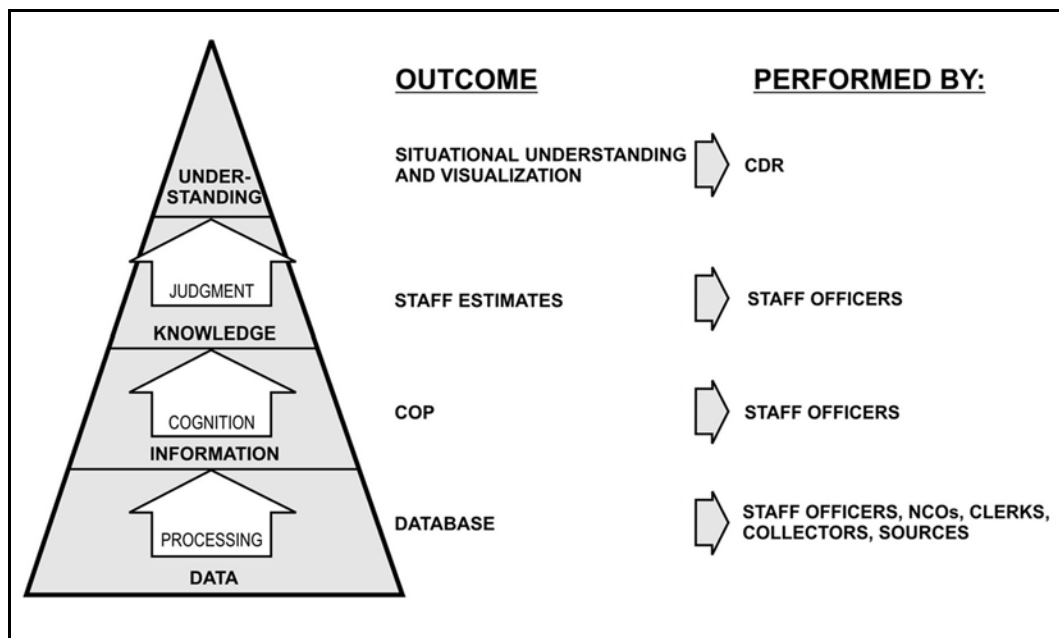 OUTCOME
PERFORMED BY:
UNDER-
STANDING
SITUATIONAL UNDERSTANDING
AND VISUALIZATION
CDR
JUDGMENT
KNOWLEDGE
STAFF ESTIMATES
STAFF OFFICERS
COGNITION
INFORMATION
COP
STAFF OFFICERS
PROCESSING
DATA
DATABASE
STAFF OFFICERS, NCOs, CLERKS,
COLLECTORS, SOURCES